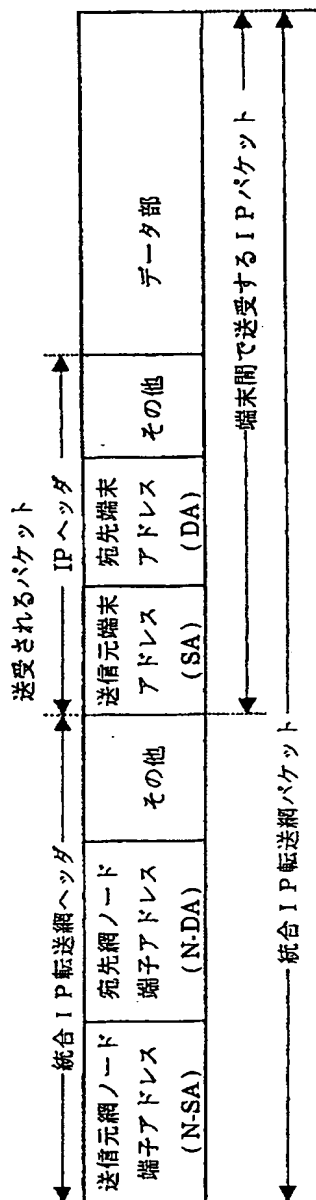 送受されるパケット
統合IP転送網ヘッダ
IPヘッダ
送信元網ノード
端子アドレス
(N-SA)
宛先網ノード
端子アドレス
(N-DA)
その他
送信元端末
アドレス
(SA)
宛先端末
アドレス
(DA)
その他
データ部
端末間で送受するIPパケット
統合IP転送網パケット